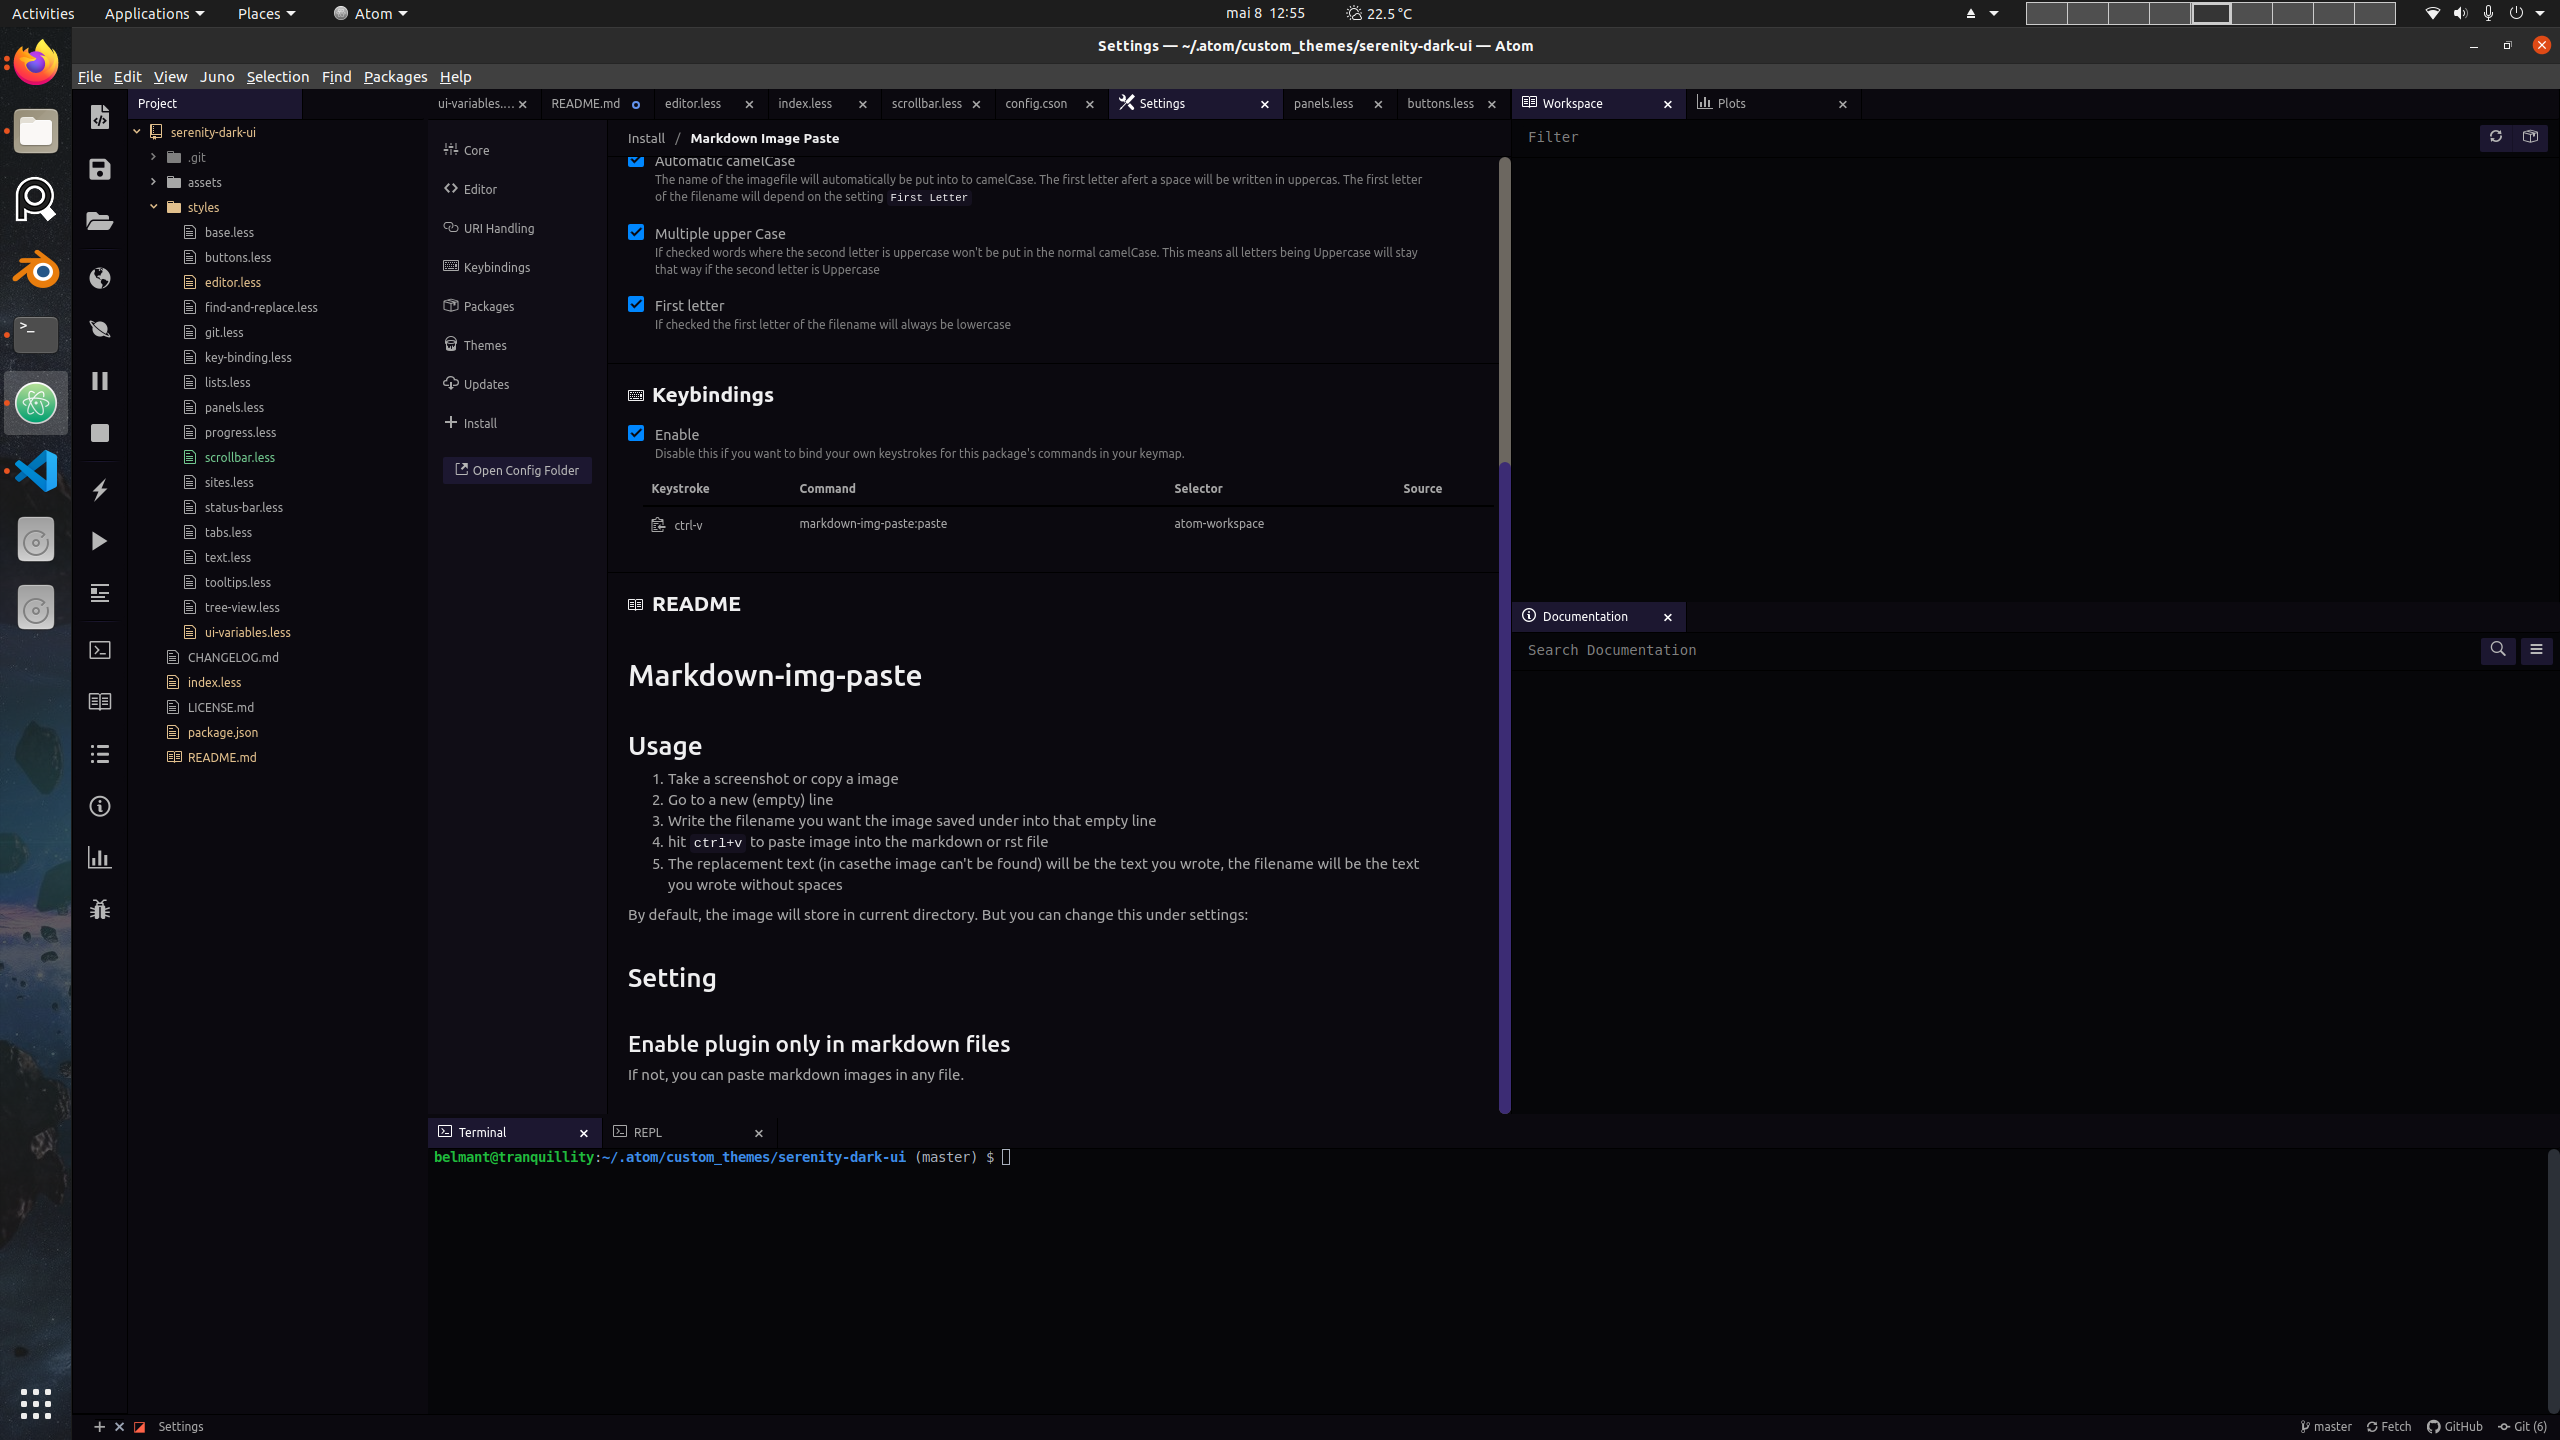 Activities Applications Places Atom mai 8 12:55 22.5 °C
Settings — ~/.atom/custom_themes/serenity-dark-ui — Atom
File Edit View Juno Selection Find Packages Help
Project
serenity-dark-ui
.git
assets
styles
base.less
buttons.less
editor.less
find-and-replace.less
git.less
key-binding.less
lists.less
panels.less
progress.less
scrollbar.less
sites.less
status-bar.less
tabs.less
text.less
tooltips.less
tree-view.less
ui-variables.less
CHANGELOG.md
index.less
LICENSE.md
package.json
README.md
ui-variables.… README.md editor.less index.less scrollbar.less config.cson Settings panels.less buttons.less
Core
Editor
URI Handling
Keybindings
Packages
Themes
Updates
Install
Open Config Folder
Install / Markdown Image Paste
Automatic camelCase
The name of the imagefile will automatically be put into to camelCase. The first letter afert a space will be written in uppercas. The first letter
of the filename will depend on the setting First Letter
Multiple upper Case
If checked words where the second letter is uppercase won't be put in the normal camelCase. This means all letters being Uppercase will stay
that way if the second letter is Uppercase
First letter
If checked the first letter of the filename will always be lowercase
Keybindings
Enable
Disable this if you want to bind your own keystrokes for this package's commands in your keymap.
Keystroke Command Selector Source
ctrl-v markdown-img-paste:paste atom-workspace
README
Markdown-img-paste
Usage
1. Take a screenshot or copy a image
2. Go to a new (empty) line
3. Write the filename you want the image saved under into that empty line
4. hit ctrl+v to paste image into the markdown or rst file
5. The replacement text (in casethe image can't be found) will be the text you wrote, the filename will be the text
you wrote without spaces
By default, the image will store in current directory. But you can change this under settings:
Setting
Enable plugin only in markdown files
If not, you can paste markdown images in any file.
Workspace Plots
Filter
Documentation
Search Documentation
Terminal REPL
belmant@tranquillity:~/.atom/custom_themes/serenity-dark-ui (master) $
Settings
master Fetch GitHub Git (6)